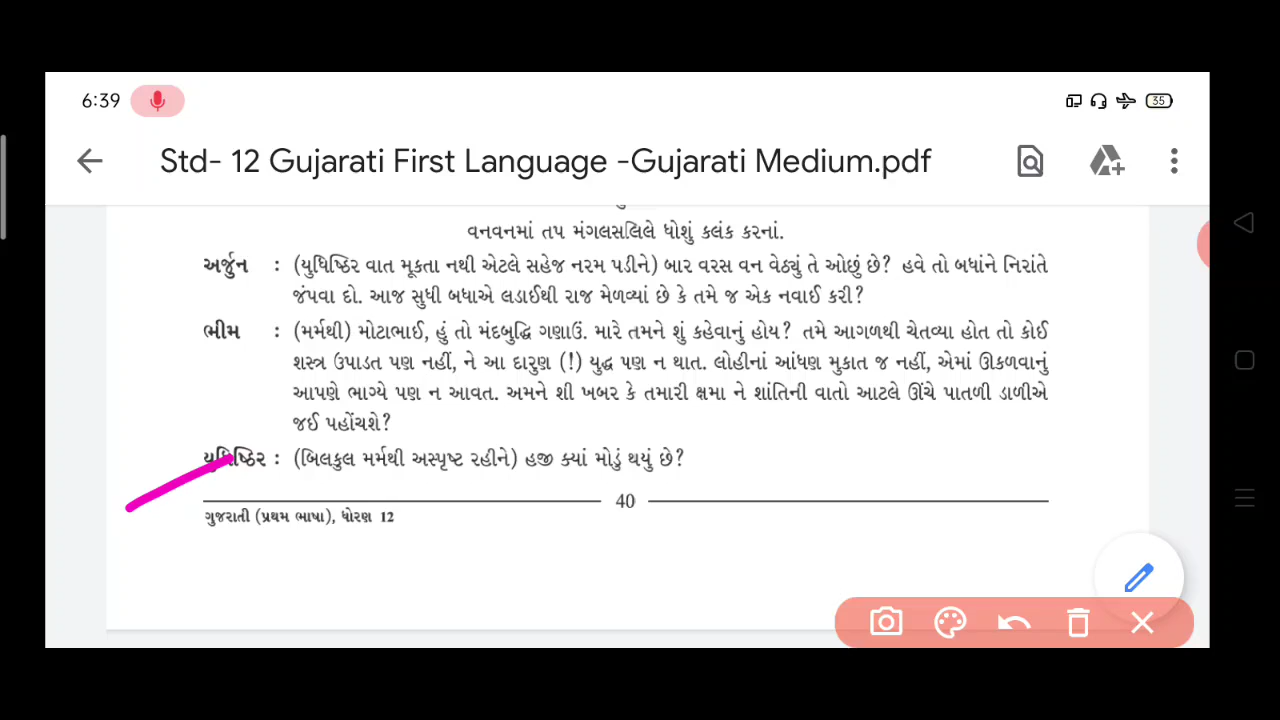 6:39
35
Std- 12 Gujarati First Language -Gujarati Medium.pdf
વનવનમાં તપ મંગલસલિલે ધોશું કલંક કરનાં.
અર્જુન : (યુધિષ્ઠિર વાત મૂકતા નથી એટલે સહેજ નરમ પડીને) બાર વરસ વન વેઠ્યું તે ઓછું છે? હવે તો બધાંને નિરાંતે
જંપવા દો. આજ સુધી બધાએ લડાઈથી રાજ મેળવ્યાં છે કે તમે જ એક નવાઈ કરી?
ભીમ : (મર્મથી) મોટાભાઈ, હું તો મંદબુદ્ધિ ગણાઉં. મારે તમને શું કહેવાનું હોય? તમે આગળથી ચેતવ્યા હોત તો કોઈ
શસ્ત્ર ઉપાડત પણ નહીં, ને આ દારુણ (!) યુદ્ધ પણ ન થાત. લોહીનાં આંધણ મુકાત જ નહીં, એમાં ઊકળવાનું
આપણે ભાગ્યે પણ ન આવત. અમને શી ખબર કે તમારી ક્ષમા ને શાંતિની વાતો આટલે ઊંચે પાતળી ડાળીએ
જઈ પહોંચશે?
યુધિષ્ઠિર : (બિલકુલ મર્મથી અસ્પૃષ્ટ રહીને) હજી ક્યાં મોડું થયું છે?
40
ગુજરાતી (પ્રથમ ભાષા), ધોરણ 12